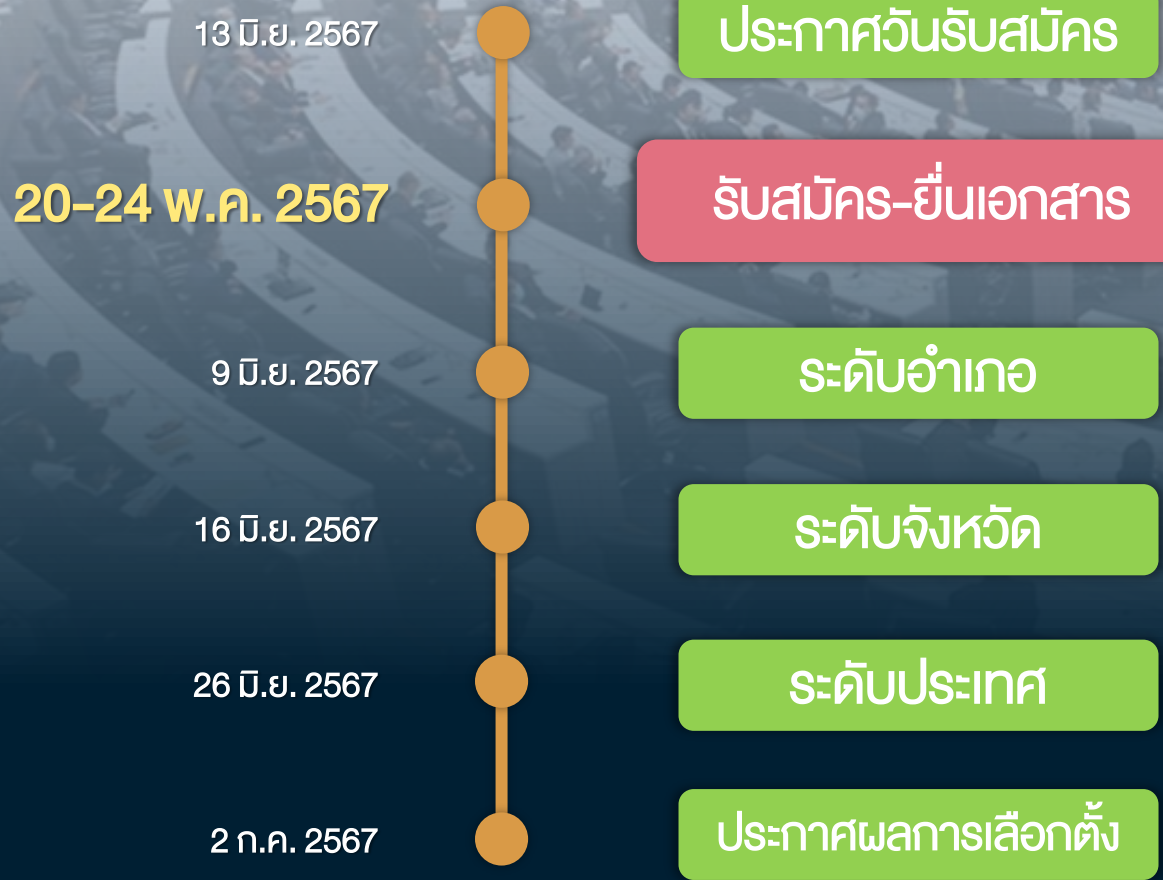 13 มิ.ย. 2567 ประกาศวันรับสมัคร
20-24 พ.ค. 2567 รับสมัคร-ยื่นเอกสาร
9 มิ.ย. 2567 ระดับอำเภอ
16 มิ.ย. 2567 ระดับจังหวัด
26 มิ.ย. 2567 ระดับประเทศ
2 ก.ค. 2567 ประกาศผลการเลือกตั้ง